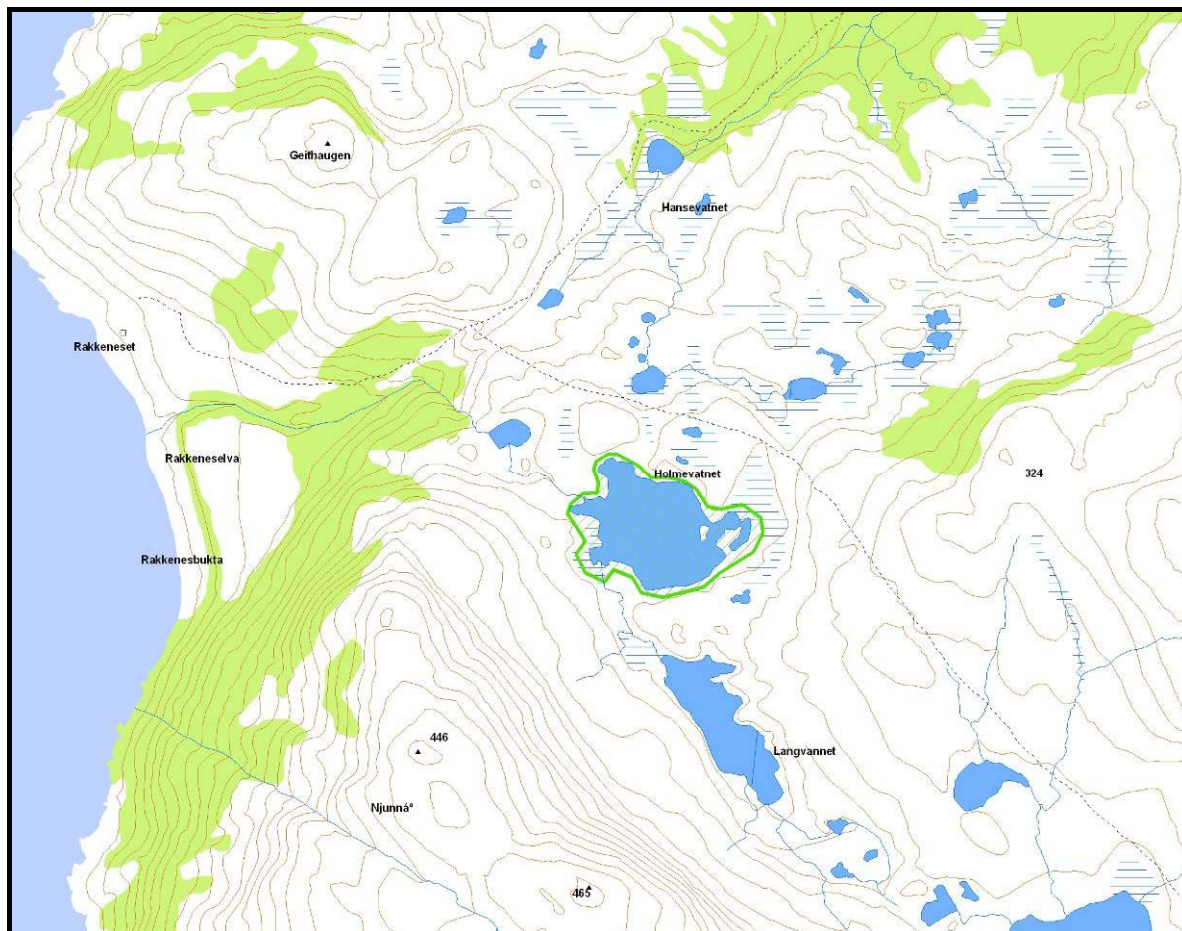 Geithaugen
Hansevatnet
Rakkeneset
Rakkeneselva
Holmevatnet
324
Rakkenesbukta
446
Langvannet
Njunná°
465